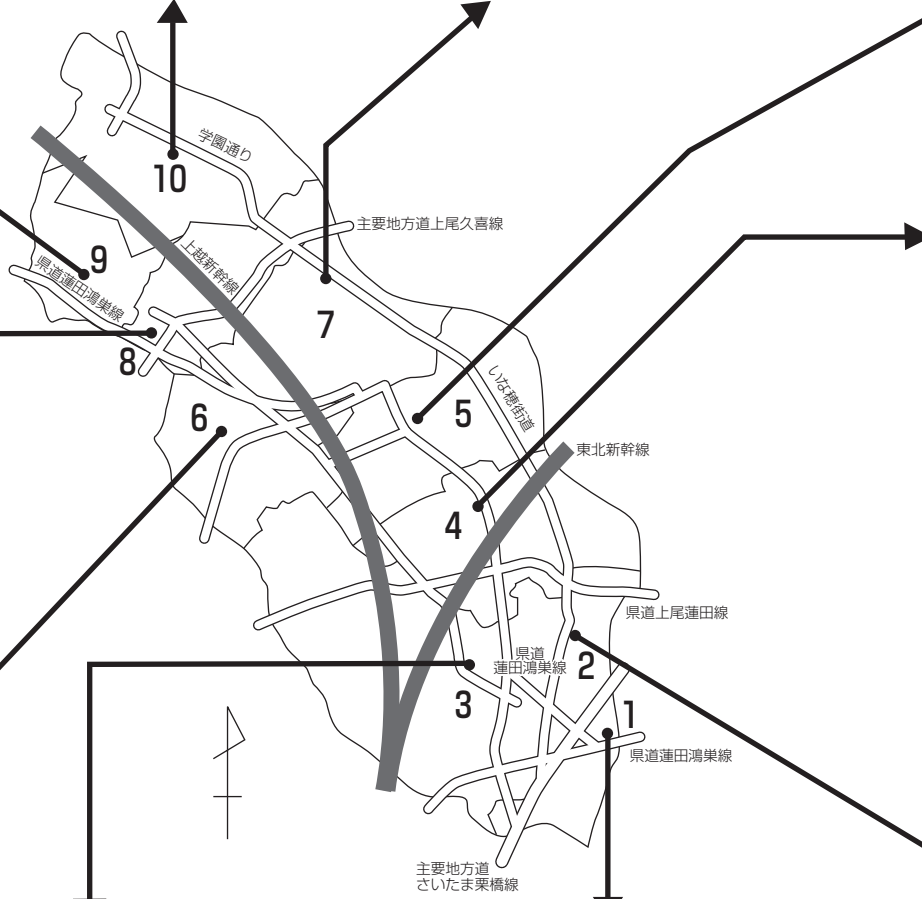 学園通り
10
主要地方道上尾久喜線
上越新幹線
9
県道蓮田鴻巣線
7
8
いな穂街道
6
5
東北新幹線
4
県道上尾蓮田線
県道
蓮田鴻巣線
2
3
1
県道蓮田鴻巣線
主要地方道
さいたま栗橋線